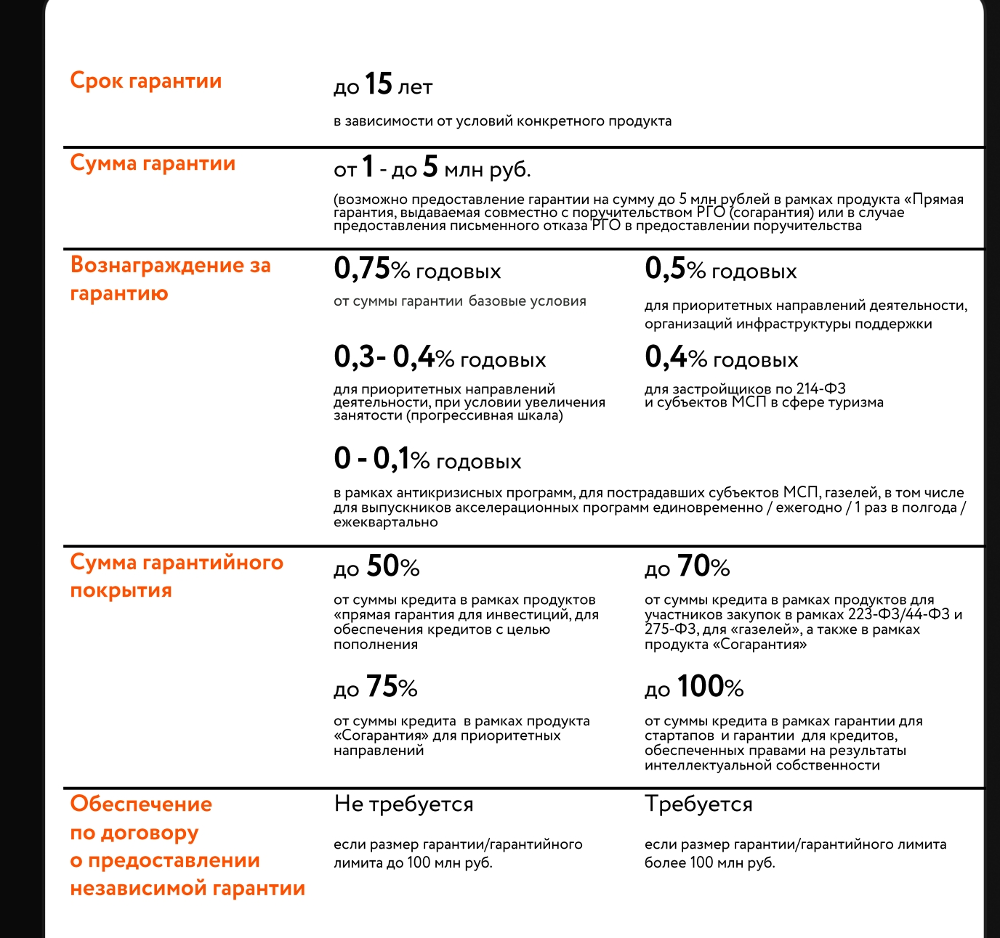 Срок гарантии
до 15 лет
в зависимости от условий конкретного продукта
Сумма гарантии
от 1 - до 5 млн руб.
(возможно предоставление гарантии на сумму до 5 млн рублей в рамках продукта «Прямая
гарантия, выдаваемая совместно с поручительством РГО (согарантия) или в случае
предоставления письменного отказа РГО в предоставлении поручительства
Вознаграждение за
гарантию
0,75% годовых
от суммы гарантии базовые условия
0,5% годовых
для приоритетных направлений деятельности,
организаций инфраструктуры поддержки
0,3- 0,4% годовых
для приоритетных направлений
деятельности, при условии увеличения
занятости (прогрессивная шкала)
0,4% годовых
для застройщиков по 214-ФЗ
и субъектов МСП в сфере туризма
0 - 0,1% годовых
в рамках антикризисных программ, для пострадавших субъектов МСП, газелей, в том числе
для выпускников акселерационных программ единовременно / ежегодно / 1 раз в полгода /
ежеквартально
Сумма гарантийного
покрытия
до 50%
от суммы кредита в рамках продуктов
«прямая гарантия для инвестиций, для
обеспечения кредитов с целью
пополнения
до 70%
от суммы кредита в рамках продуктов для
участников закупок в рамках 223-ФЗ/44-ФЗ и
275-ФЗ, для «газелей», а также в рамках
продукта «Согарантия»
до 75%
от суммы кредита в рамках продукта
«Согарантия» для приоритетных
направлений
до 100%
от суммы кредита в рамках гарантии для
стартапов и гарантии для кредитов,
обеспеченных правами на результаты
интеллектуальной собственности
Обеспечение
по договору
о предоставлении
независимой гарантии
Не требуется
если размер гарантии/гарантийного
лимита до 100 млн руб.
Требуется
если размер гарантии/гарантийного лимита
более 100 млн руб.